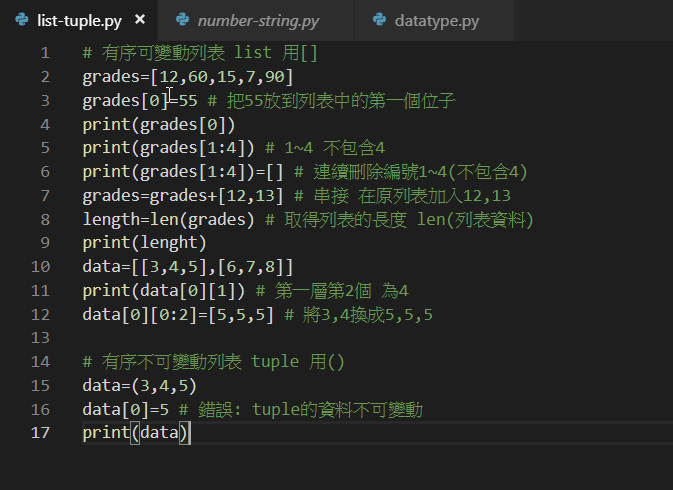 list-tuple.py × number-string.py datatype.py
1 # 有序可變動列表 list 用[]
2 grades=[12,60,15,7,90]
3 grades[0]=55 # 把55放到列表中的第一個位子
4 print(grades[0])
5 print(grades[1:4]) # 1~4 不包含4
6 print(grades[1:4])=[] # 連續刪除編號1~4(不包含4)
7 grades=grades+[12,13] # 串接 在原列表加入12,13
8 length=len(grades) # 取得列表的長度 len(列表資料)
9 print(lenght)
10 data=[[3,4,5],[6,7,8]]
11 print(data[0][1]) # 第一層第2個 為4
12 data[0][0:2]=[5,5,5] # 將3,4換成5,5,5
13
14 # 有序不可變動列表 tuple 用()
15 data=(3,4,5)
16 data[0]=5 # 錯誤: tuple的資料不可變動
17 print(data)